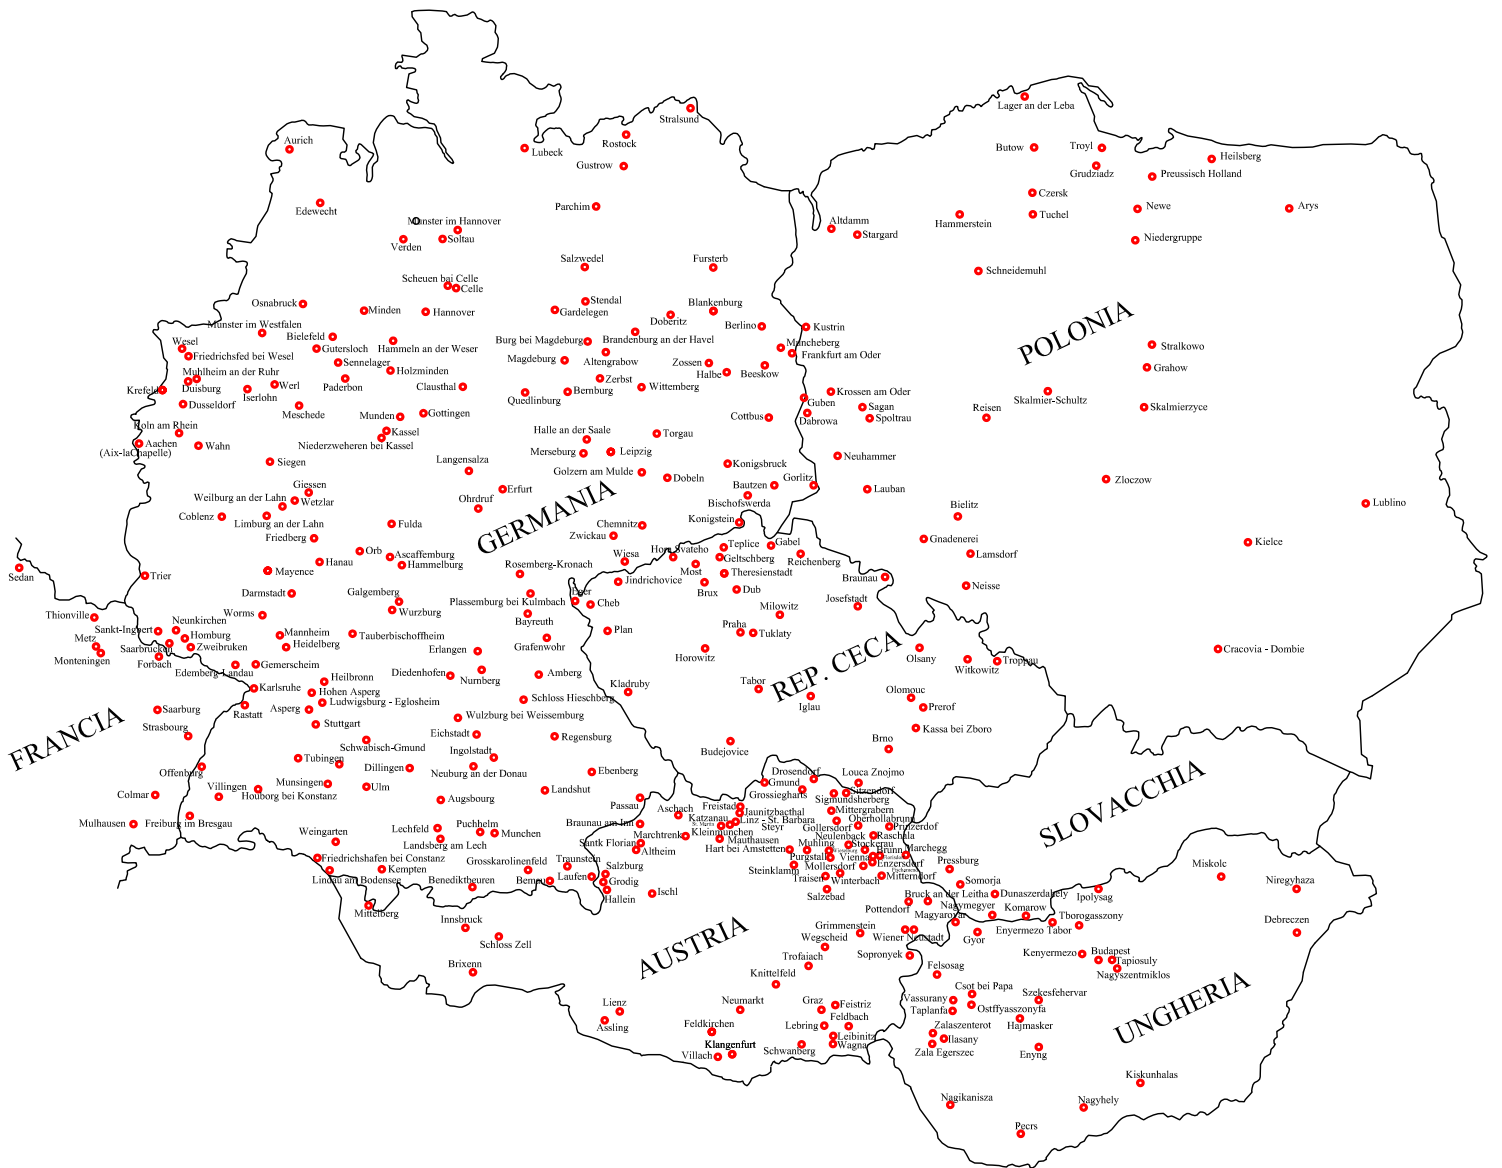 Lager an der Leba
Stralsund
Rostock
Aurich
Lubeck
Butow
Troyl
Heilsberg
Gustrow
Grudziadz
Preussisch Holland
Czersk
Edewecht
Parchim
Newe
Arys
Munster im Hannover
Hammerstein
Tuchel
Altdamm
Stargard
Verden
Soltau
Niedergruppe
Salzwedel
Fursterb
Schneidemuhl
Scheuen bai Celle
Celle
Osnabruck
Minden
Hannover
Stendal
Gardelegen
Blankenburg
Doberitz
Berlino
Kustrin
POLONIA
Munster im Westfalen
Bielefeld
Brandenburg an der Havel
Burg bei Magdeburg
Wesel
Gutersloch
Hammeln an der Weser
Muncheberg
Stralkowo
Friedrichsfed bei Wesel
Sennelager
Magdeburg
Altengrabow
Zossen
Frankfurt am Oder
Grahow
Muhlheim an der Ruhr
Holzminden
Halbe
Beeskow
Krefeld
Duisburg
Werl
Paderbon
Clausthal
Zerbst
Wittemberg
Iserlohn
Quedlinburg
Bernburg
Krossen am Oder
Guben
Skalmier-Schultz
Dusseldorf
Meschede
Munden
Gottingen
Cottbus
Dabrowa
Sagan
Spoltrau
Reisen
Skalmierzyce
Koln am Rhein
Kassel
Halle an der Saale
Torgau
Aachen
(Aix-laChapelle)
Wahn
Niederzweheren bei Kassel
Merseburg
Leipzig
Neuhammer
Siegen
Langensalza
Golzern am Mulde
Konigsbruck
Dobeln
Zloczow
Giessen
Weilburg an der Lahn
Wetzlar
Erfurt
Bautzen
Gorlitz
Lauban
Ohrdruf
GERMANIA
Bischofswerda
Lublino
Coblenz
Limburg an der Lahn
Fulda
Chemnitz
Konigstein
Bielitz
Friedberg
Zwickau
Gnadenerei
Kielce
Orb
Ascaffemburg
Hora Svateho
Teplice
Gabel
Lamsdorf
Hanau
Hammelburg
Wiesa
Geltschberg
Reichenberg
Sedan
Trier
Mayence
Rosemberg-Kronach
Jindrichovice
Most
Theresienstadt
Braunau
Neisse
Darmstadt
Galgemberg
Plassemburg bei Kulmbach
Eger
Cheb
Brux
Dub
Josefstadt
Thionville
Worms
Wurzburg
Bayreuth
Milowitz
Sankt-Ingbert
Neunkirchen
Homburg
Mannheim
Tauberbischoffheim
Plan
Praha
Tuklaty
Metz
Saarbrucken
Zweibruken
Heidelberg
Erlangen
Grafenwohr
Horowitz
REP. CECA
Olsany
Cracovia - Dombie
Monteningen
Forbach
Witkowitz
Troppau
Edemberg-Landau
Gemerscheim
Diedenhofen
Nurnberg
Amberg
Karlsruhe
Heilbronn
Kladruby
Tabor
Hohen Asperg
Schloss Hieschberg
Iglau
Olomouc
Rastatt
Ludwigsburg - Eglosheim
FRANCIA
Saarburg
Asperg
Prerof
Wulzburg bei Weissemburg
Stuttgart
Kassa bei Zboro
Strasbourg
Eichstadt
Regensburg
Schwabisch-Gmund
Budejovice
Brno
Tubingen
Ingolstadt
Offenburg
Dillingen
Neuburg an der Donau
Ebenberg
Drosendorf
Louca Znojmo
SLOVACCHIA
Munsingen
Gmund
Colmar
Villingen
Houborg bei Konstanz
Ulm
Augsbourg
Landshut
Grossiegharts
Sitzendorf
Passau
Aschach
Freistadt
Sigmundsherberg
Mulhausen
Freiburg im Bresgau
Jaunitzbacthal
Mittergrabern
Katzanau
St. Martin
Linz - St. Barbara
Oherhollabrunn
Braunau am Inn
Weingarten
Lechfeld
Puchhelm
Munchen
Marchtrenk
Kleinmunchen
Steyr
Gollersdorf
Prinzerdof
Landsberg am Lech
Santk Florian
Mauthausen
Neulenback
Raschala
Altheim
Hart bei Amstetten
Muhling
Stockerau
Friedrichshafen bei Constanz
Purgstall
Vienna
Brunn
Marchegg
Miskolc
Lindau am Bodensee
Kempten
Grosskarolinenfeld
Traunstein
Salzburg
Steinklamm
Mollersdorf
Enzersdorf
Pressburg
Bernau
Laufen
Grodig
Traisen
Winterbach
Mitterndorf
Somorja
Ipolysag
Niregyhaza
Benediktheuren
Hallein
Ischl
Salzebad
Bruck an der Leitha
Dunaszerdahely
Mittelberg
Pottendorf
Nagymegyer
Komarow
Tborogasszony
Debreczen
Innsbruck
AUSTRIA
Grimmenstein
Magyarovar
Enyermezo Tabor
Schloss Zell
Wegscheid
Wiener Neustadt
Gyor
Sopronyek
Kenyermezo
Budapest
Tapiosuly
Brixenn
Trofaiach
Felsosag
Nagyszentmiklos
Knittelfeld
Csot bei Papa
UNGHERIA
Lienz
Neumarkt
Graz
Feistriz
Vassurany
Szekesfehervar
Taplanfa
Ostffyasszonyfa
Assling
Feldkirchen
Lebring
Feldbach
Hajmasker
Zalaszenterot
Leibinitz
Ilasany
Klangenfurt
Schwanberg
Wagna
Zala Egerszec
Enyng
Villach
Kiskunhalas
Nagikanisza
Nagyhely
Pecrs